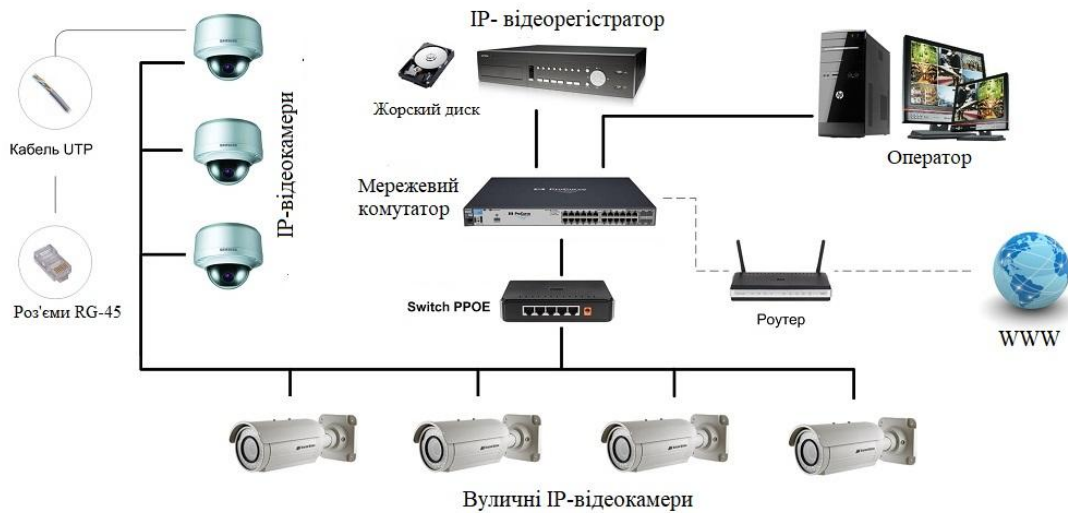 IP- відеорегістратор
Жорский диск
IP-відеокамери
Кабель UTP
Оператор
Мережевий
комутатор
Роз'єми RG-45
Switch PPOE
Роутер
WWW
Вуличні IP-відеокамери